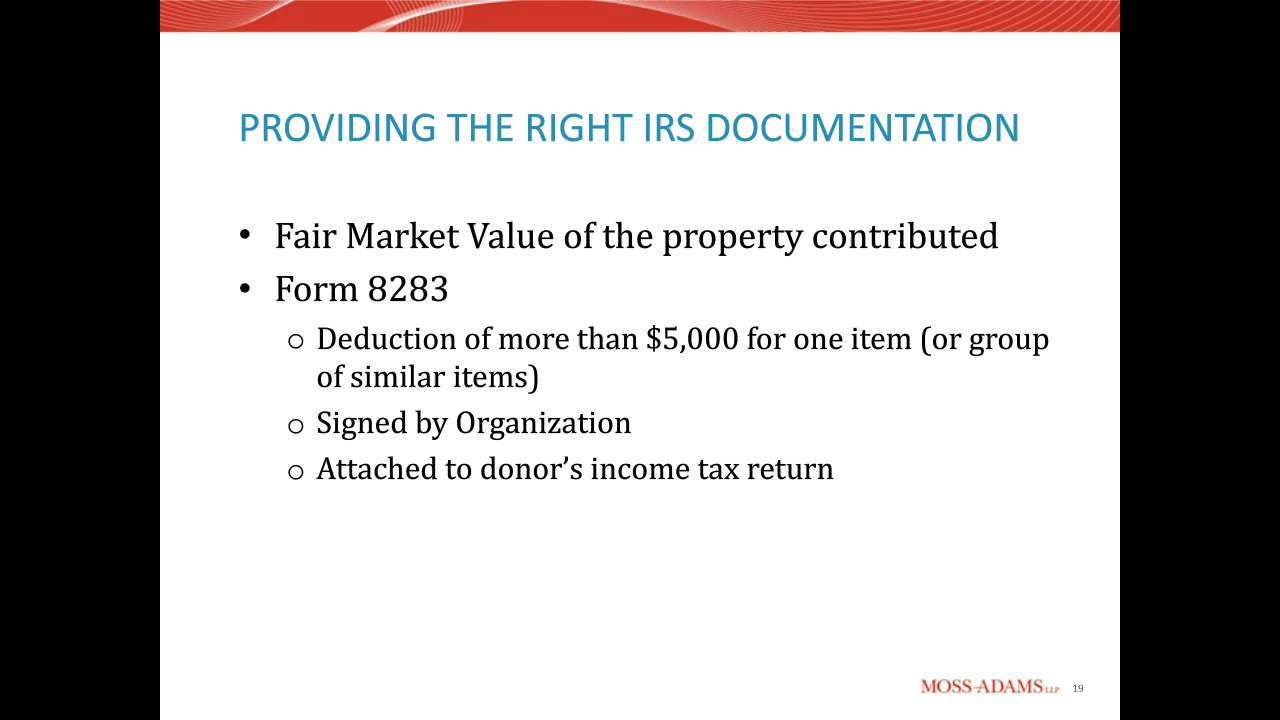 PROVIDING THE RIGHT IRS DOCUMENTATION
• Fair Market Value of the property contributed
• Form 8283
o Deduction of more than $5,000 for one item (or group
of similar items)
o Signed by Organization
o Attached to donor’s income tax return
MOSS-ADAMS LLP 19